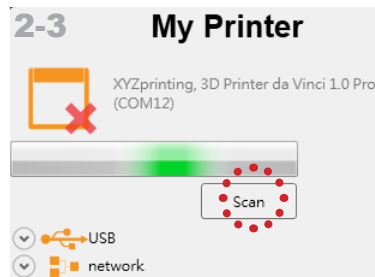 2-3 My Printer
XYZprinting, 3D Printer da Vinci 1.0 Pro
(COM12)
Scan
USB
network